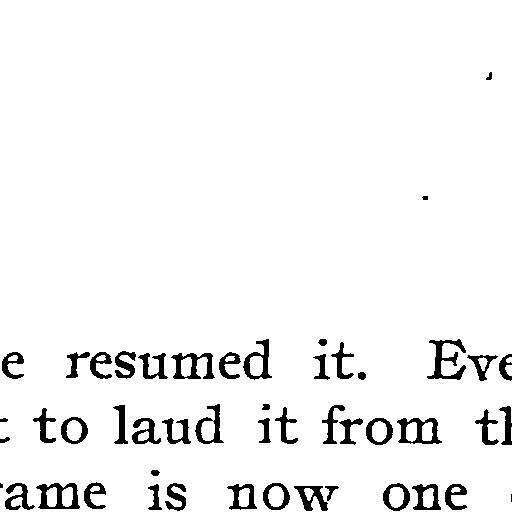 e resumed it. Eve
t to laud it from th
rame is now one